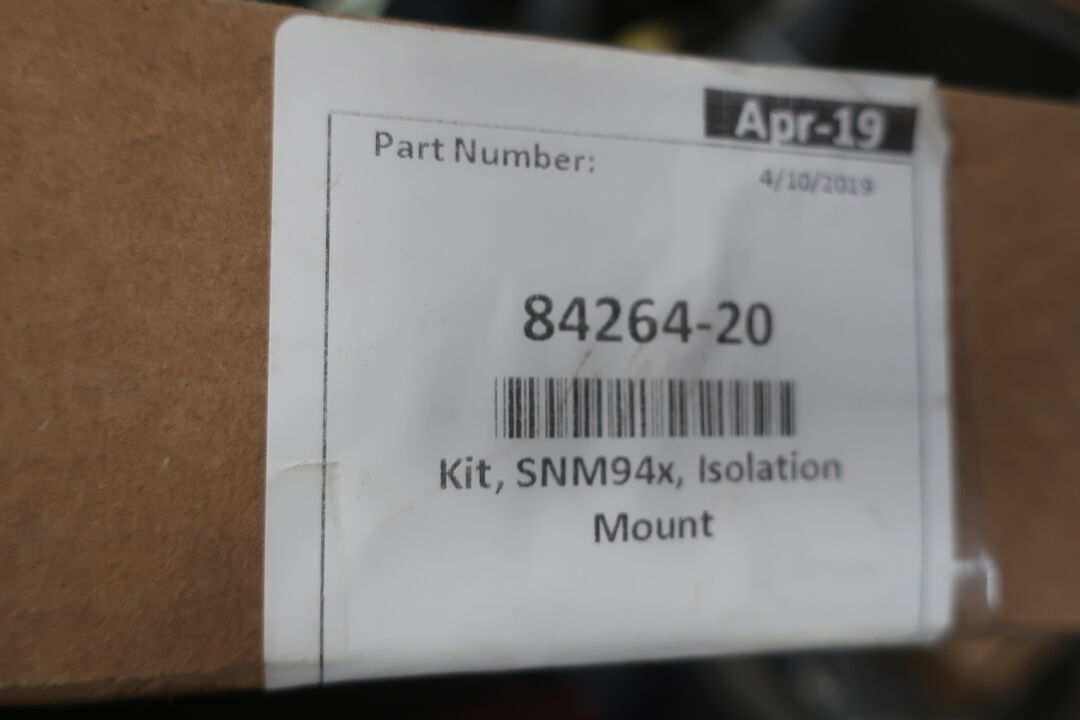 Apr-19
Part Number:
4/10/2019
84264-20
Kit, SNM94x, Isolation
Mount